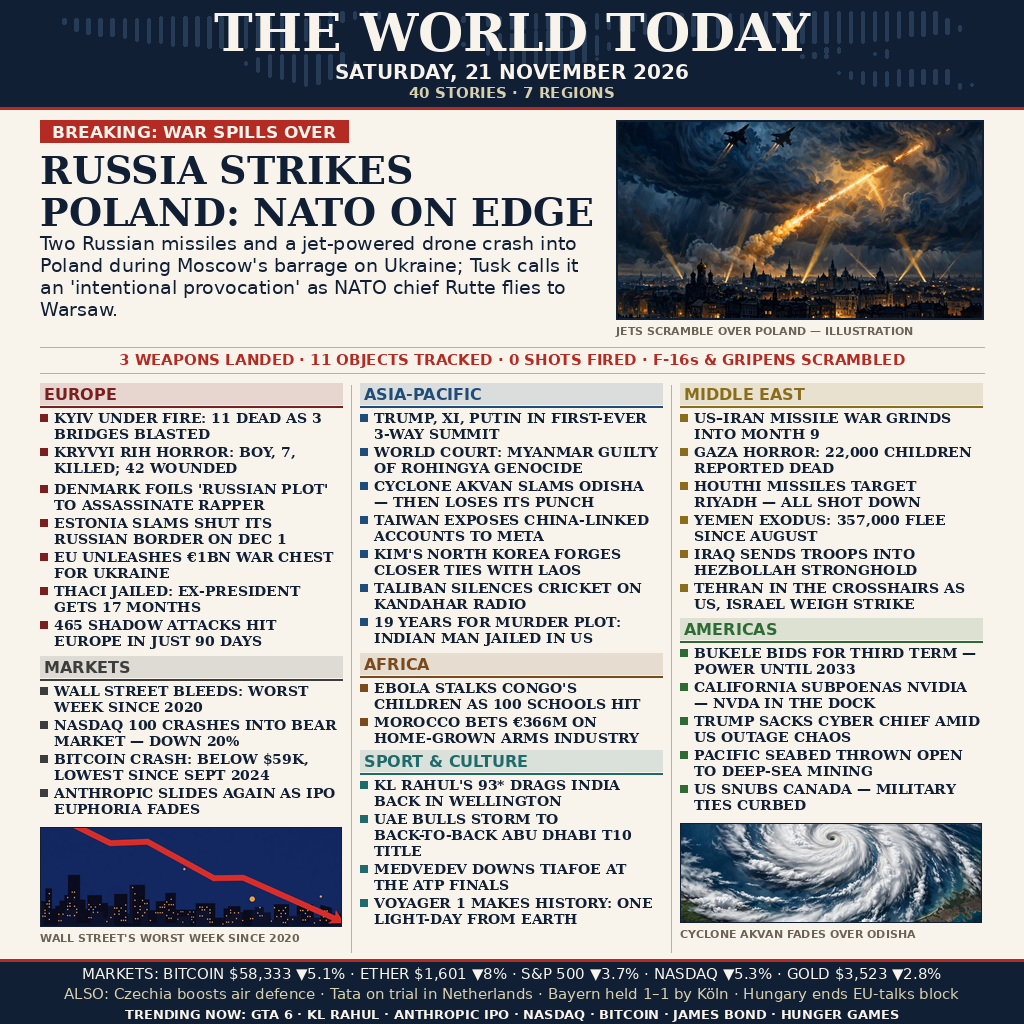 THE WORLD TODAY
SATURDAY, 21 NOVEMBER 2026
40 STORIES · 7 REGIONS
BREAKING: WAR SPILLS OVER
RUSSIA STRIKES
POLAND: NATO ON EDGE
Two Russian missiles and a jet-powered drone crash into
Poland during Moscow's barrage on Ukraine; Tusk calls it
an 'intentional provocation' as NATO chief Rutte flies to
Warsaw.
JETS SCRAMBLE OVER POLAND — ILLUSTRATION
3 WEAPONS LANDED · 11 OBJECTS TRACKED · 0 SHOTS FIRED · F-16s & GRIPENS SCRAMBLED
EUROPE
KYIV UNDER FIRE: 11 DEAD AS 3
BRIDGES BLASTED
KRYVYI RIH HORROR: BOY, 7,
KILLED; 42 WOUNDED
DENMARK FOILS 'RUSSIAN PLOT'
TO ASSASSINATE RAPPER
ESTONIA SLAMS SHUT ITS
RUSSIAN BORDER ON DEC 1
EU UNLEASHES €1BN WAR CHEST
FOR UKRAINE
THACI JAILED: EX-PRESIDENT
GETS 17 MONTHS
465 SHADOW ATTACKS HIT
EUROPE IN JUST 90 DAYS
MARKETS
WALL STREET BLEEDS: WORST
WEEK SINCE 2020
NASDAQ 100 CRASHES INTO BEAR
MARKET — DOWN 20%
BITCOIN CRASH: BELOW $59K,
LOWEST SINCE SEPT 2024
ANTHROPIC SLIDES AGAIN AS IPO
EUPHORIA FADES
WALL STREET'S WORST WEEK SINCE 2020
ASIA-PACIFIC
TRUMP, XI, PUTIN IN FIRST-EVER
3-WAY SUMMIT
WORLD COURT: MYANMAR GUILTY
OF ROHINGYA GENOCIDE
CYCLONE AKVAN SLAMS ODISHA
— THEN LOSES ITS PUNCH
TAIWAN EXPOSES CHINA-LINKED
ACCOUNTS TO META
KIM'S NORTH KOREA FORGES
CLOSER TIES WITH LAOS
TALIBAN SILENCES CRICKET ON
KANDAHAR RADIO
19 YEARS FOR MURDER PLOT:
INDIAN MAN JAILED IN US
AFRICA
EBOLA STALKS CONGO'S
CHILDREN AS 100 SCHOOLS HIT
MOROCCO BETS €366M ON
HOME-GROWN ARMS INDUSTRY
SPORT & CULTURE
KL RAHUL'S 93* DRAGS INDIA
BACK IN WELLINGTON
UAE BULLS STORM TO
BACK-TO-BACK ABU DHABI T10
TITLE
MEDVEDEV DOWNS TIAFOE AT
THE ATP FINALS
VOYAGER 1 MAKES HISTORY: ONE
LIGHT-DAY FROM EARTH
MIDDLE EAST
US–IRAN MISSILE WAR GRINDS
INTO MONTH 9
GAZA HORROR: 22,000 CHILDREN
REPORTED DEAD
HOUTHI MISSILES TARGET
RIYADH — ALL SHOT DOWN
YEMEN EXODUS: 357,000 FLEE
SINCE AUGUST
IRAQ SENDS TROOPS INTO
HEZBOLLAH STRONGHOLD
TEHRAN IN THE CROSSHAIRS AS
US, ISRAEL WEIGH STRIKE
AMERICAS
BUKELE BIDS FOR THIRD TERM —
POWER UNTIL 2033
CALIFORNIA SUBPOENAS NVIDIA
— NVDA IN THE DOCK
TRUMP SACKS CYBER CHIEF AMID
US OUTAGE CHAOS
PACIFIC SEABED THROWN OPEN
TO DEEP-SEA MINING
US SNUBS CANADA — MILITARY
TIES CURBED
CYCLONE AKVAN FADES OVER ODISHA
MARKETS: BITCOIN $58,333 ▼5.1% · ETHER $1,601 ▼8% · S&P 500 ▼3.7% · NASDAQ ▼5.3% · GOLD $3,523 ▼2.8%
ALSO: Czechia boosts air defence · Tata on trial in Netherlands · Bayern held 1–1 by Köln · Hungary ends EU-talks block
TRENDING NOW: GTA 6 · KL RAHUL · ANTHROPIC IPO · NASDAQ · BITCOIN · JAMES BOND · HUNGER GAMES